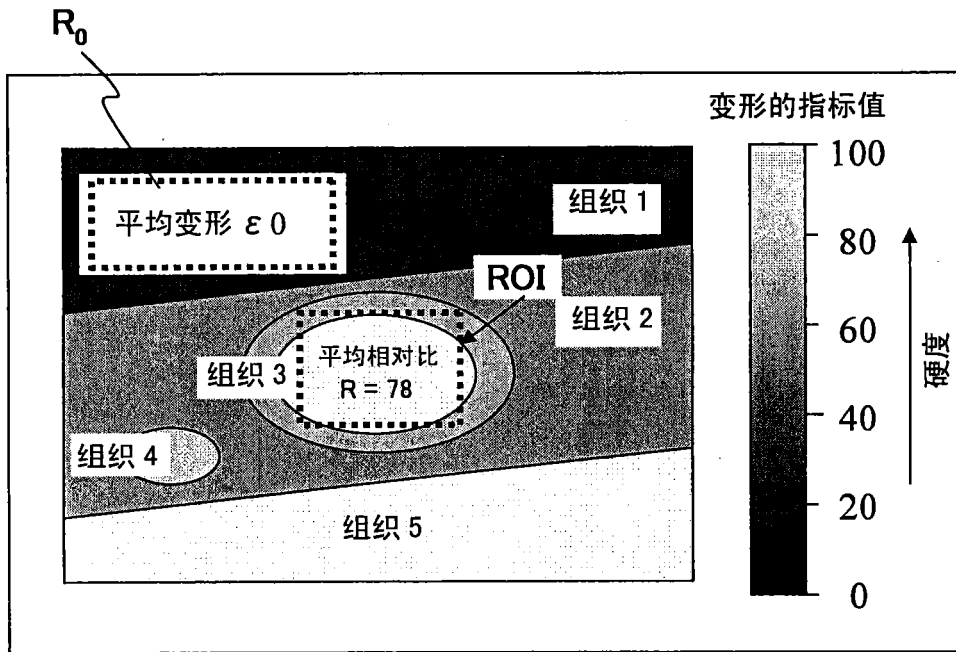 R₀
变形的指标值
平均变形 ε0
组织 1
ROI
组织 2
平均相对比
R = 78
组织 3
组织 4
组织 5
100
80
60
40
20
0
硬度